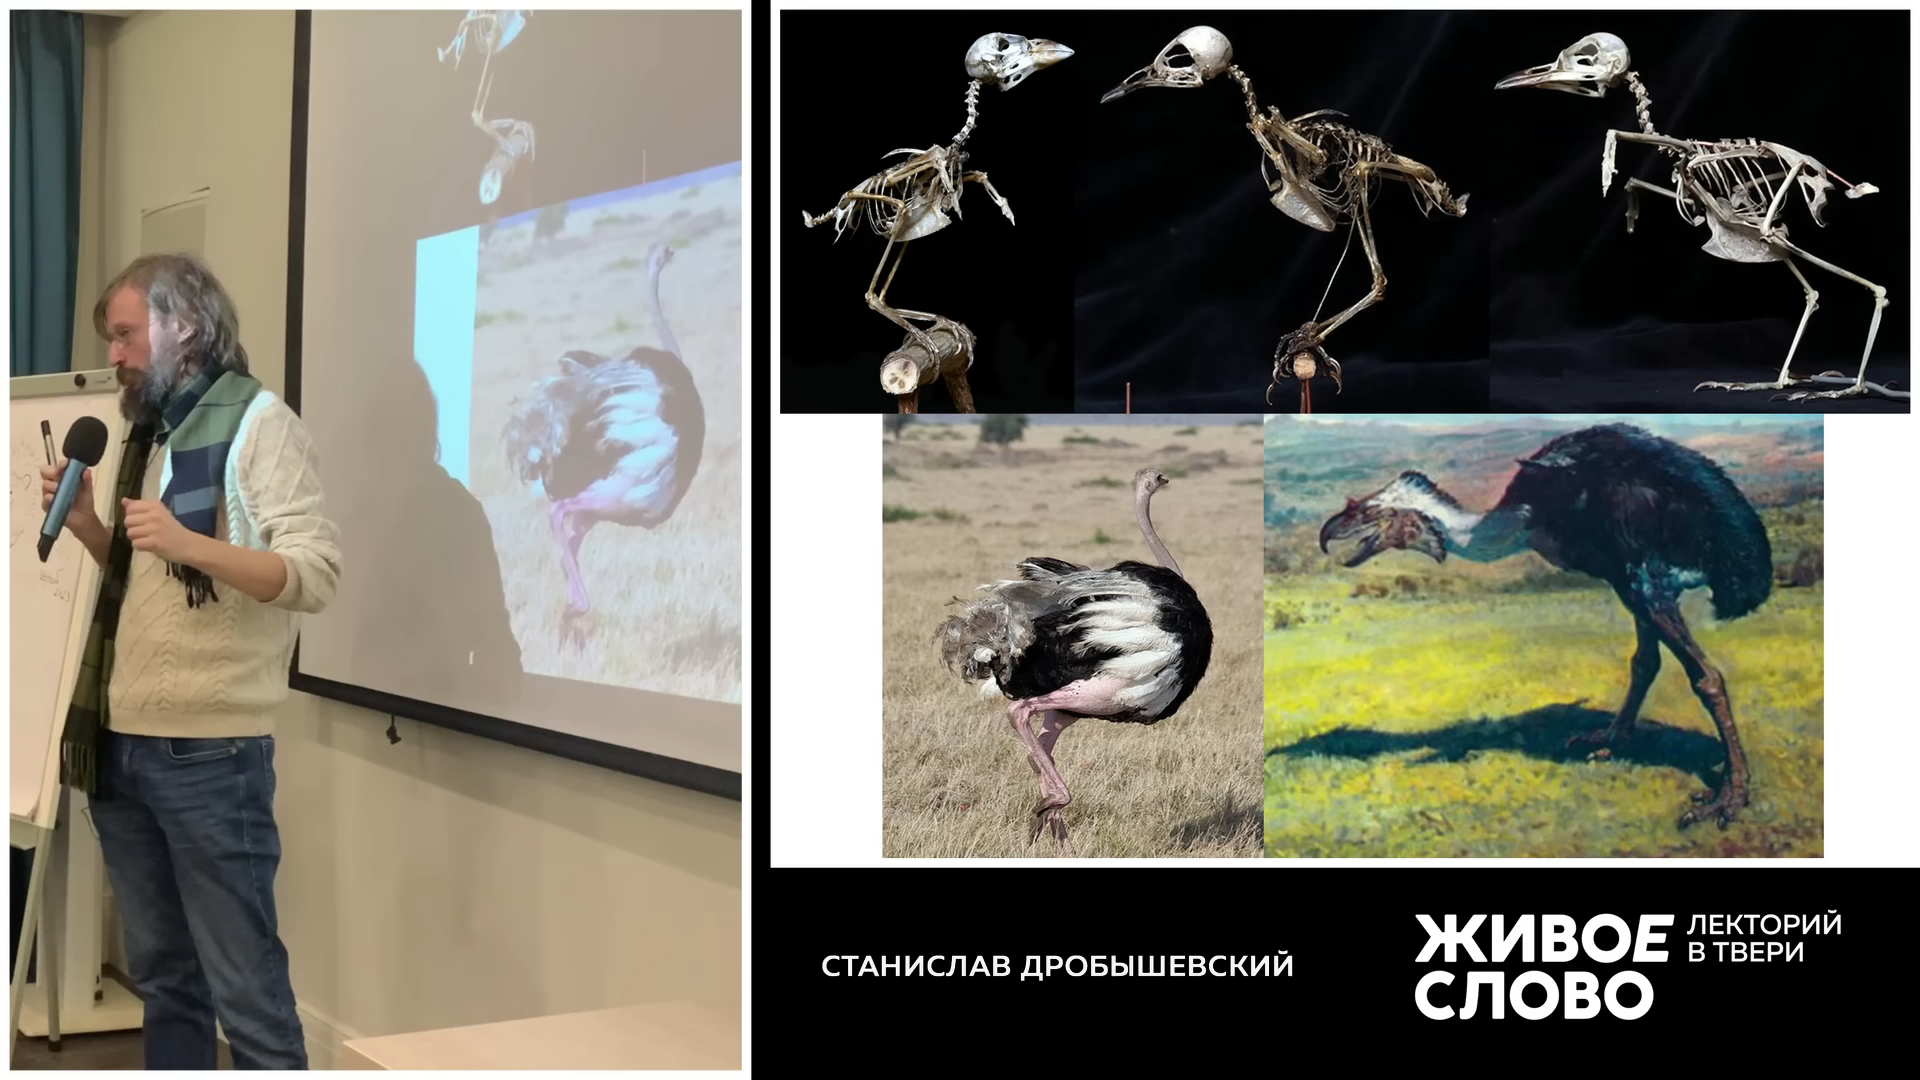 СТАНИСЛАВ ДРОБЫШЕВСКИЙ
ЖИВОЕ
СЛОВО
ЛЕКТОРИЙ
В ТВЕРИ